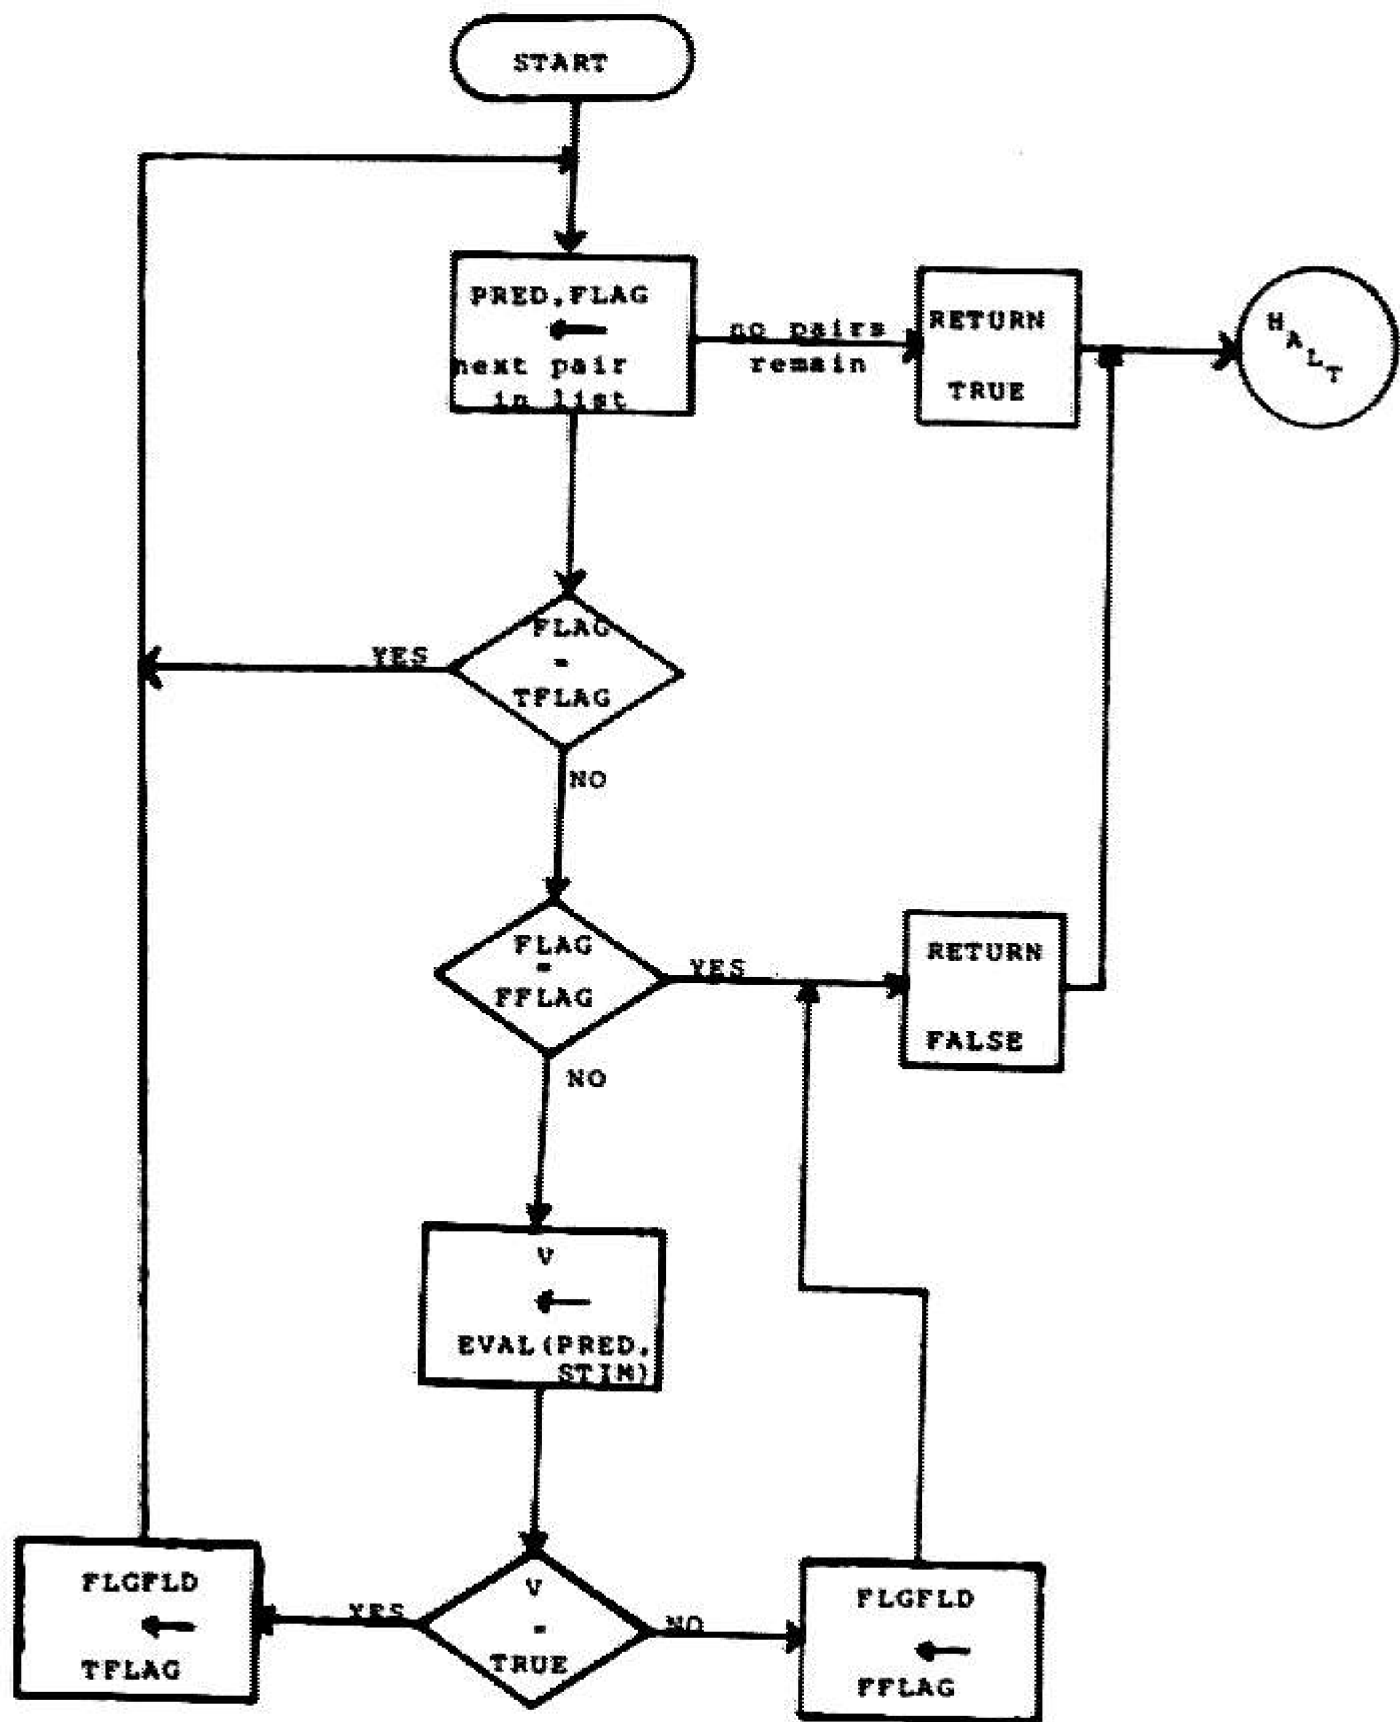 START
PRED,FLAG
next pair
in list
no pairs
remain
RETURN
TRUE
HALT
FLAG
=
TFLAG
YES
NO
FLAG
=
FFLAG
YES
NO
RETURN
FALSE
V
EVAL(PRED,
STIM)
V
=
TRUE
YES
NO
FLGFLD
TFLAG
FLGFLD
FFLAG